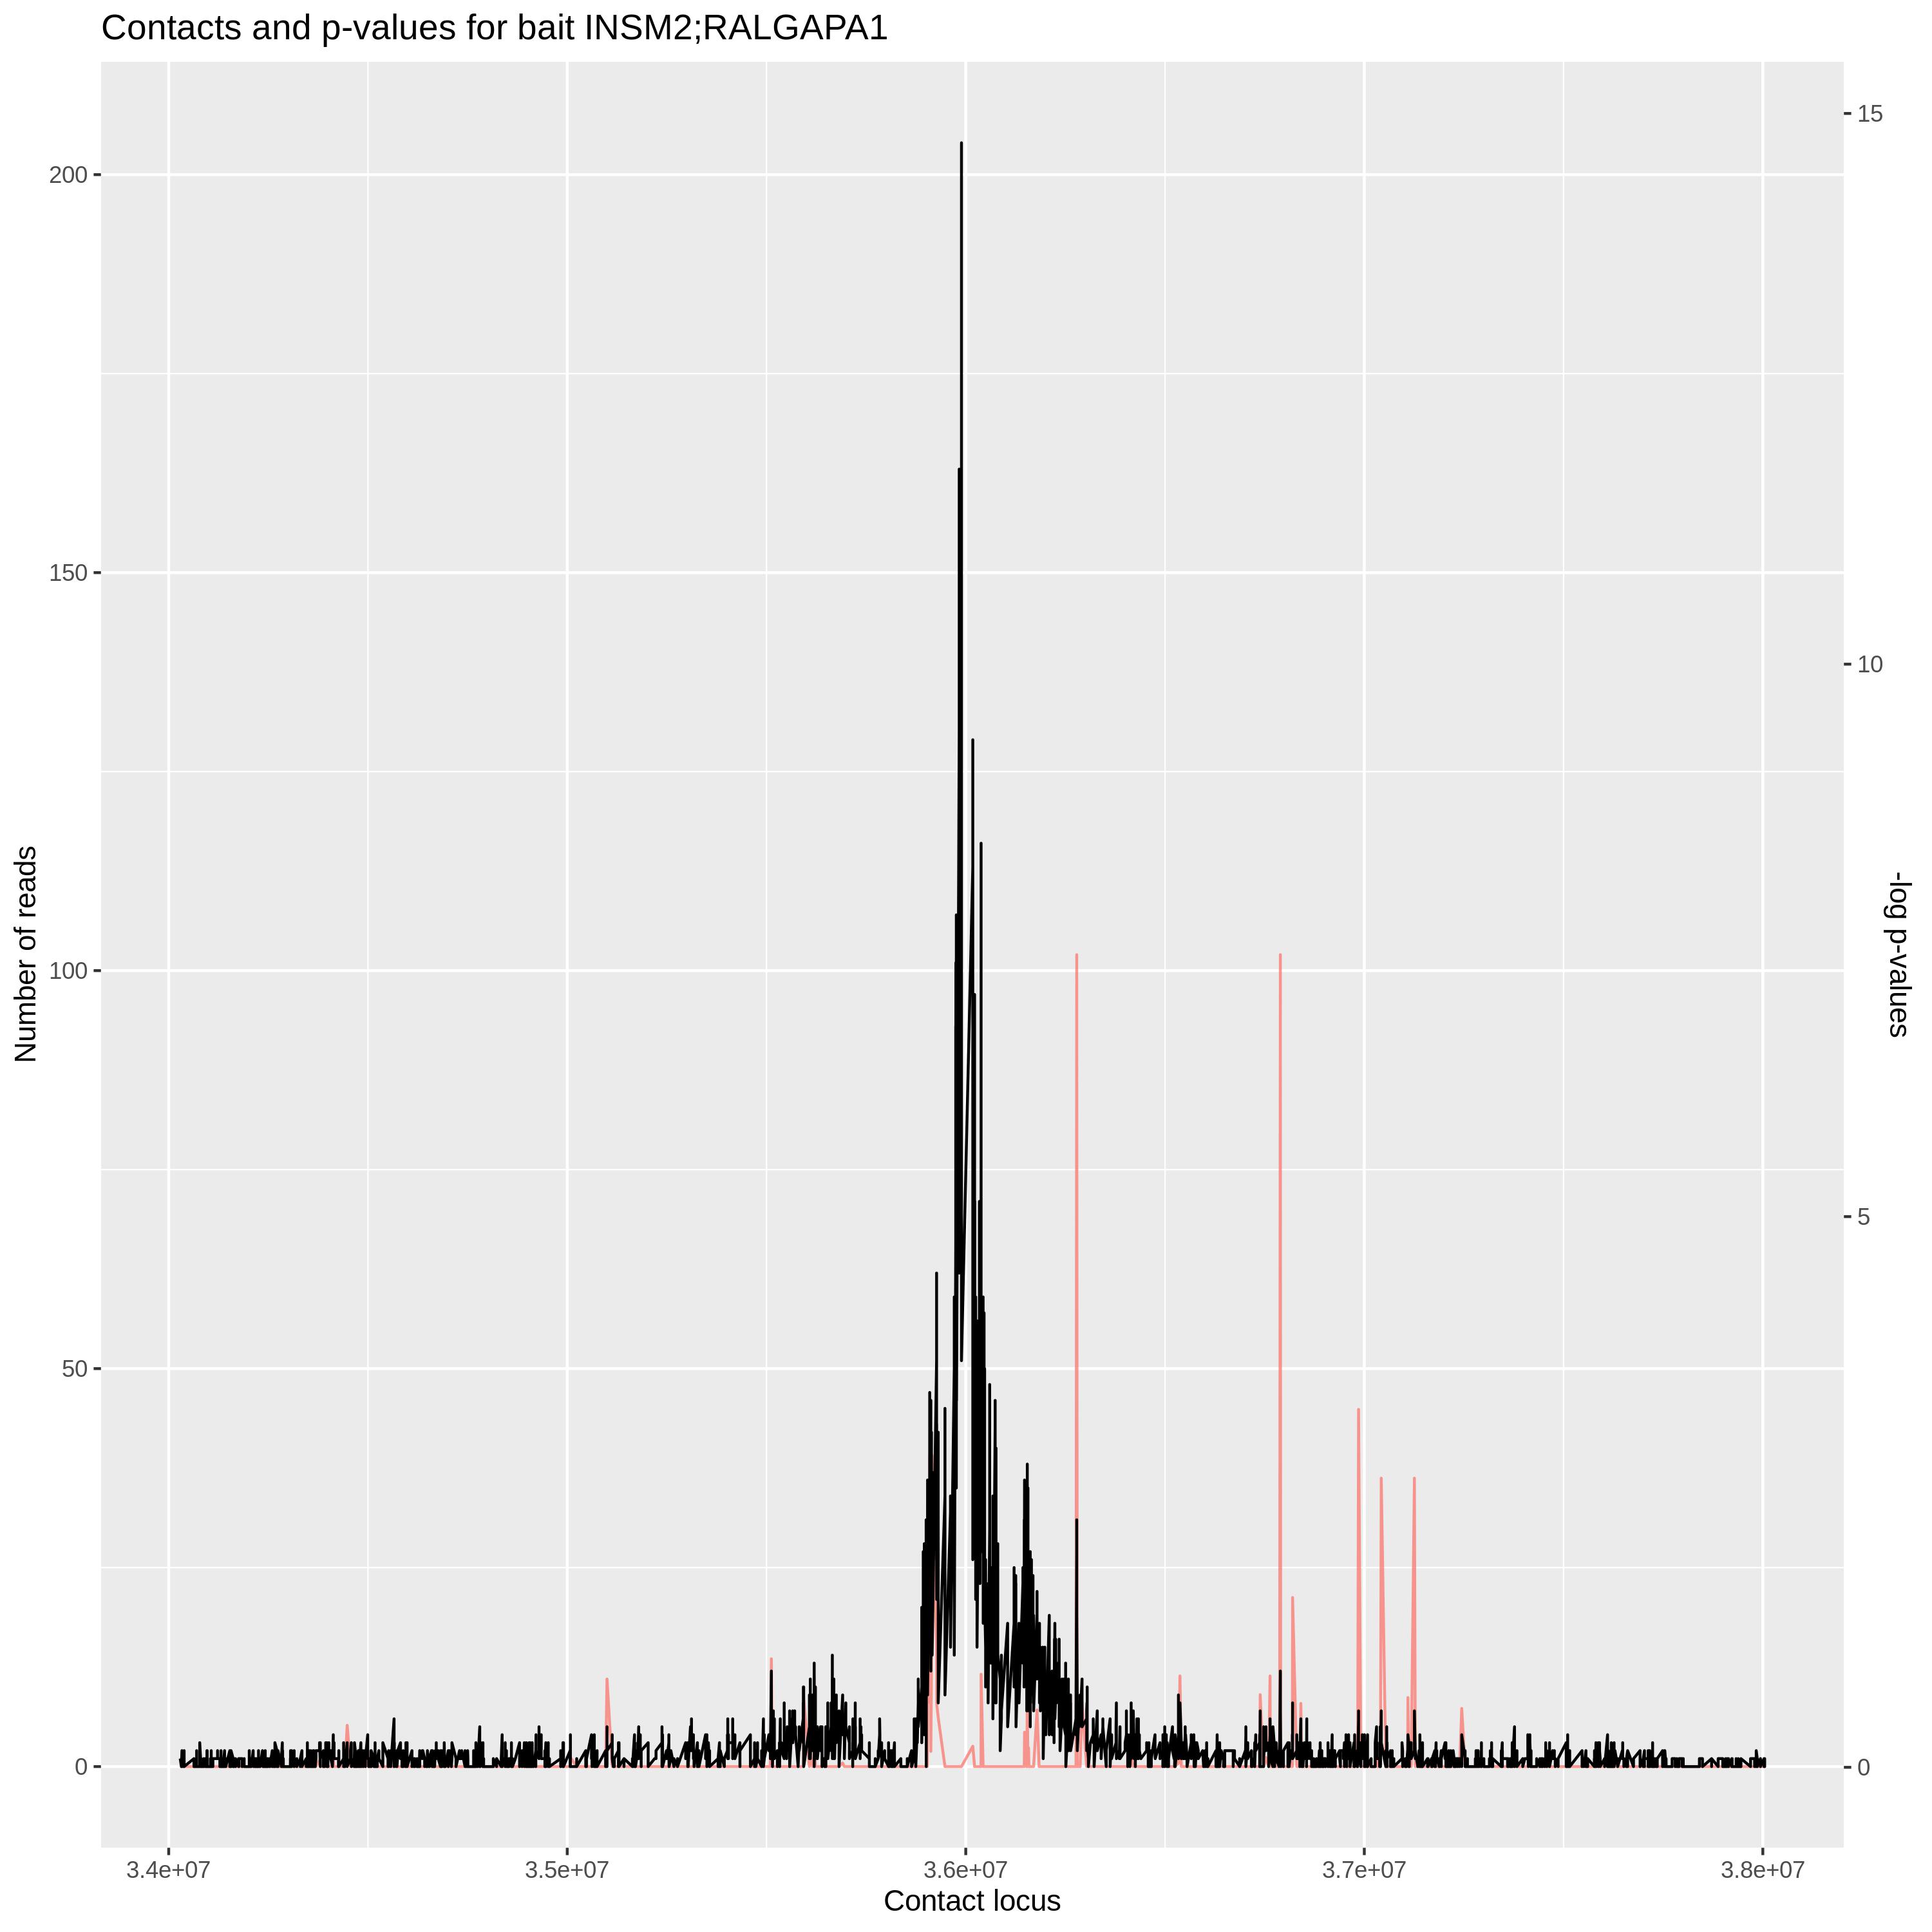 Contacts and p-values for bait INSM2;RALGAPA1
Number of reads
200
150
100
50
0
15
10
5
0
-log p-values
3.4e+07 3.5e+07 3.6e+07 3.7e+07 3.8e+07
Contact locus